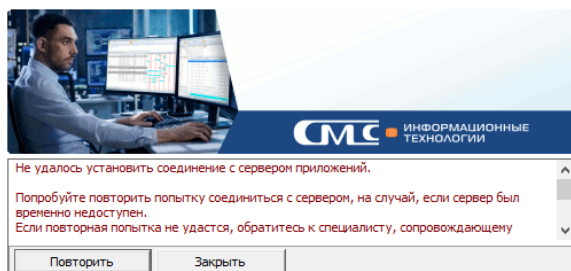 СМС ИНФОРМАЦИОННЫЕ
ТЕХНОЛОГИИ
Не удалось установить соединение с сервером приложений.
Попробуйте повторить попытку соединиться с сервером, на случай, если сервер был
временно недоступен.
Если повторная попытка не удастся, обратитесь к специалисту, сопровождающему
Повторить
Закрыть